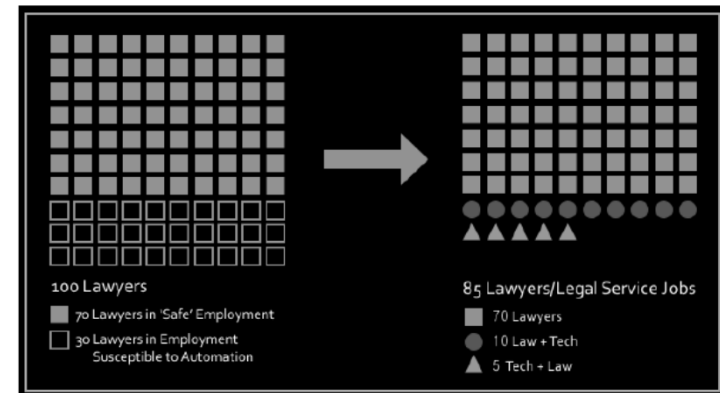 100 Lawyers
70 Lawyers in 'Safe' Employment
30 Lawyers in Employment
Susceptible to Automation
85 Lawyers/Legal Service Jobs
70 Lawyers
10 Law + Tech
5 Tech + Law